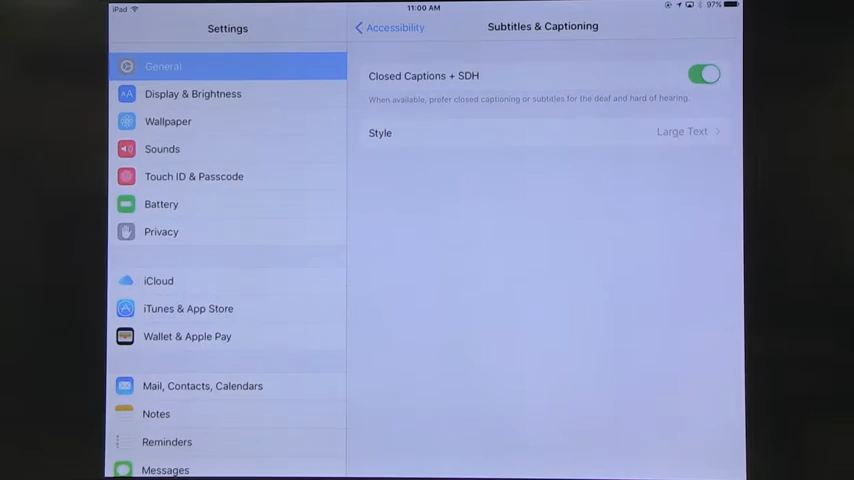 iPad
11:00 AM
97%
Settings
Accessibility
Subtitles & Captioning
General
Display & Brightness
Wallpaper
Sounds
Touch ID & Passcode
Battery
Privacy
iCloud
iTunes & App Store
Wallet & Apple Pay
Mail, Contacts, Calendars
Notes
Reminders
Messages
Closed Captions + SDH
When available, prefer closed captioning or subtitles for the deaf and hard of hearing.
Style
Large Text